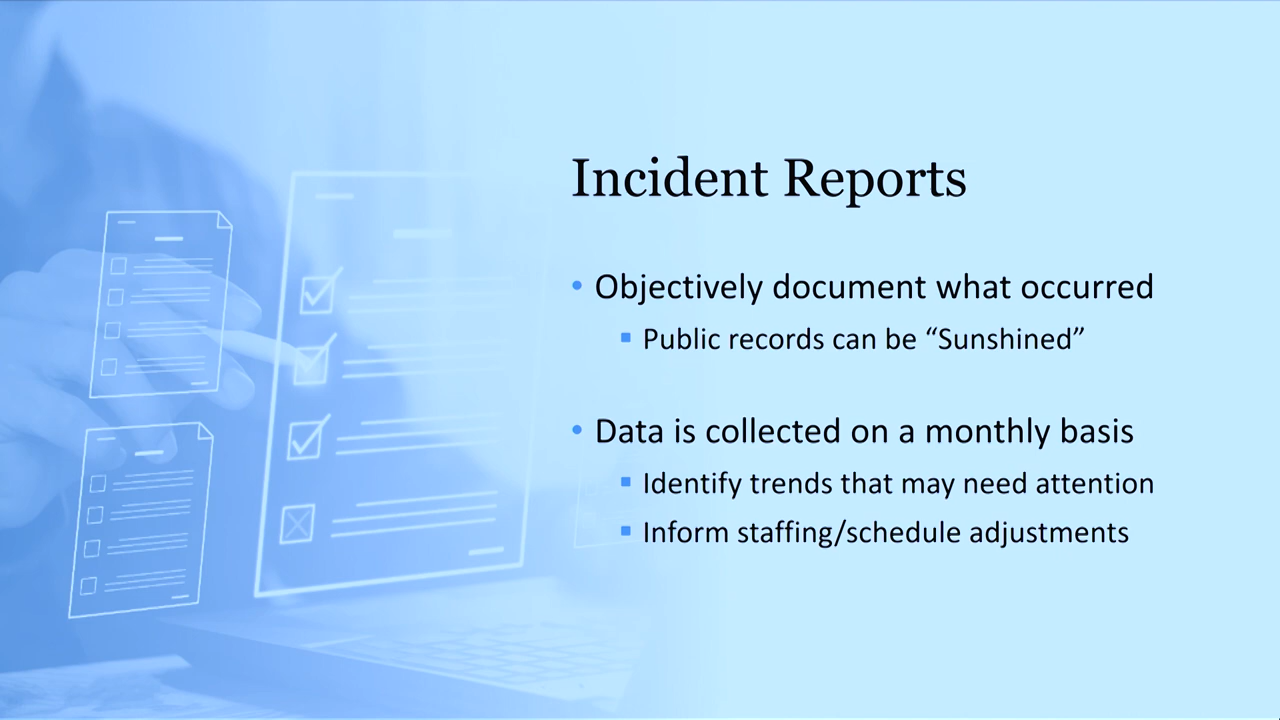 Incident Reports
• Objectively document what occurred
▪ Public records can be “Sunshined”
• Data is collected on a monthly basis
▪ Identify trends that may need attention
▪ Inform staffing/schedule adjustments